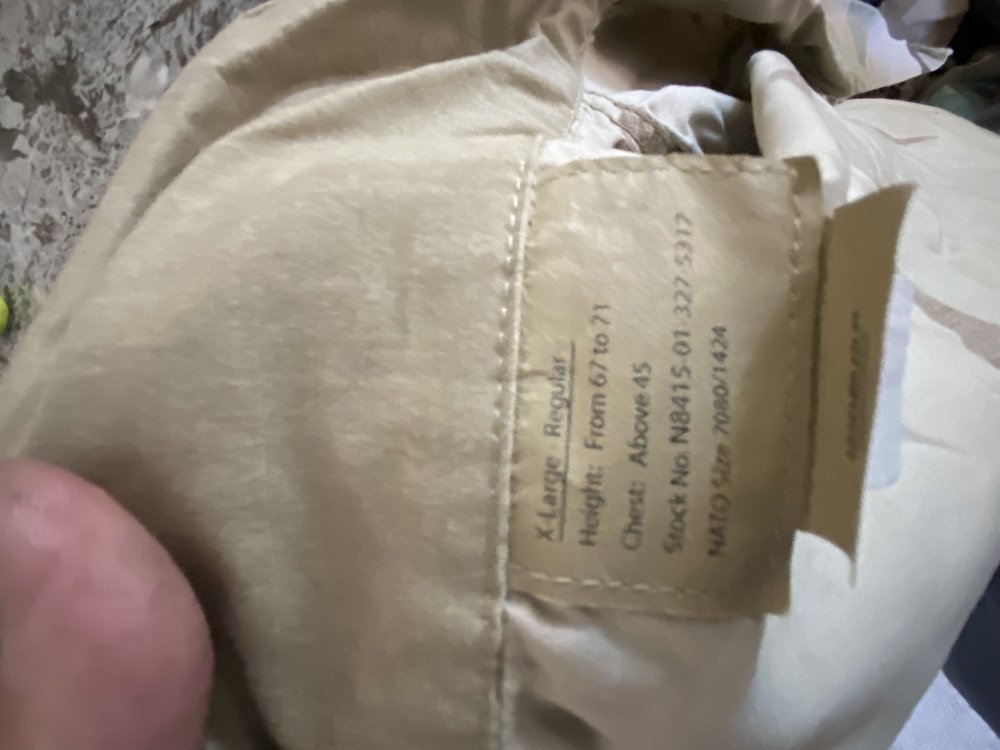 X-Large Regular
Height: From 67 to 71
Chest: Above 45
Stock No. N8415-01-327-5317
NATO Size 7080/1424